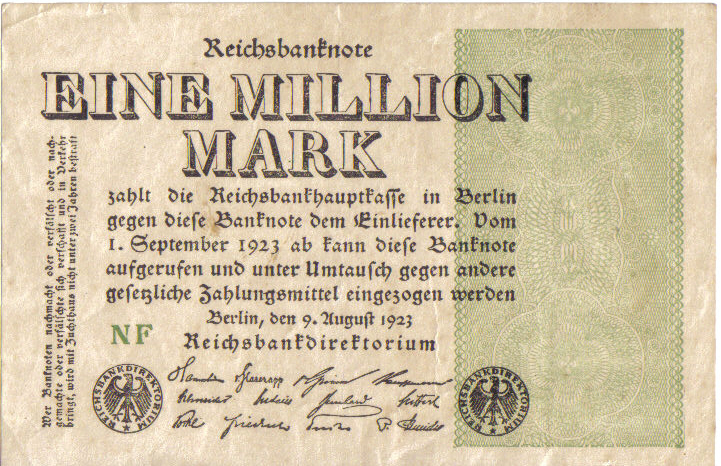 Reichsbanknote
EINE MILLION
MARK
zahlt die Reichsbankhauptkasse in Berlin
gegen diese Banknote dem Einlieferer. Vom
1. September 1923 ab kann diese Banknote
aufgerufen und unter Umtausch gegen andere
gesetzliche Zahlungsmittel eingezogen werden
Berlin, den 9. August 1923
Reichsbankdirektorium
NF
Wer Banknoten nachmacht oder verfälscht oder nach-
gemachte oder verfälschte sich verschafft und in Verkehr
bringt, wird mit Zuchthaus nicht unter zwei Jahren bestraft
REICHSBANKDIREKTORIUM
REICHSBANKDIREKTORIUM